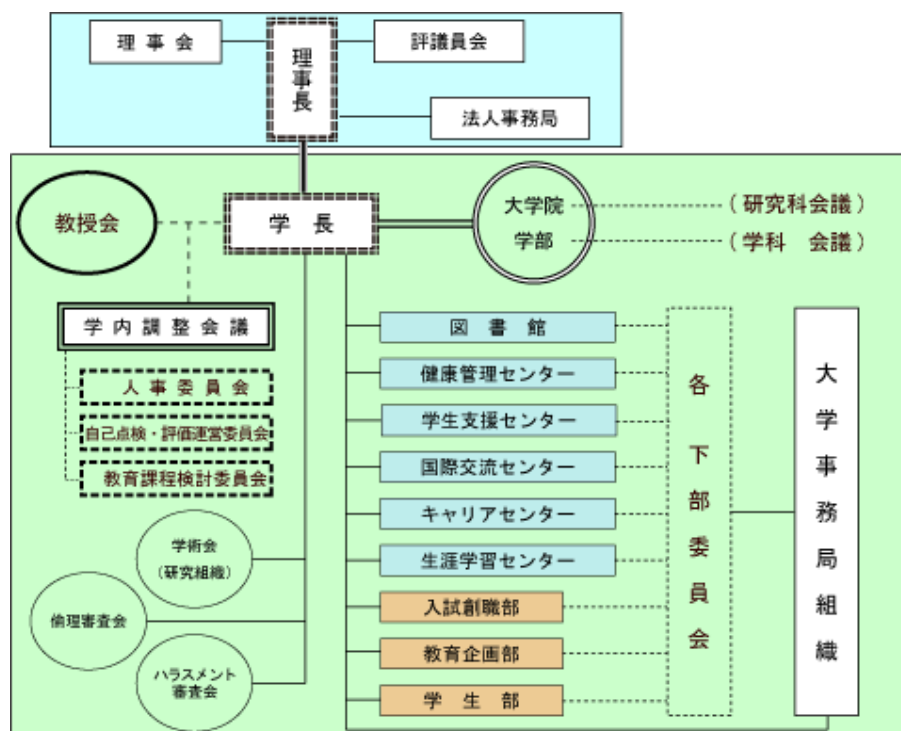 理事会
理事長
評議員会
法人事務局
教授会
学長
大学院
(研究科会議)
学部
(学科 会議)
学内調整会議
人事委員会
自己点検・評価運営委員会
教育課程検討委員会
学術会
(研究組織)
倫理審査会
ハラスメント
審査会
図書館
健康管理センター
学生支援センター
国際交流センター
キャリアセンター
生涯学習センター
入試創職部
教育企画部
学生部
各下部委員会
大学事務局組織